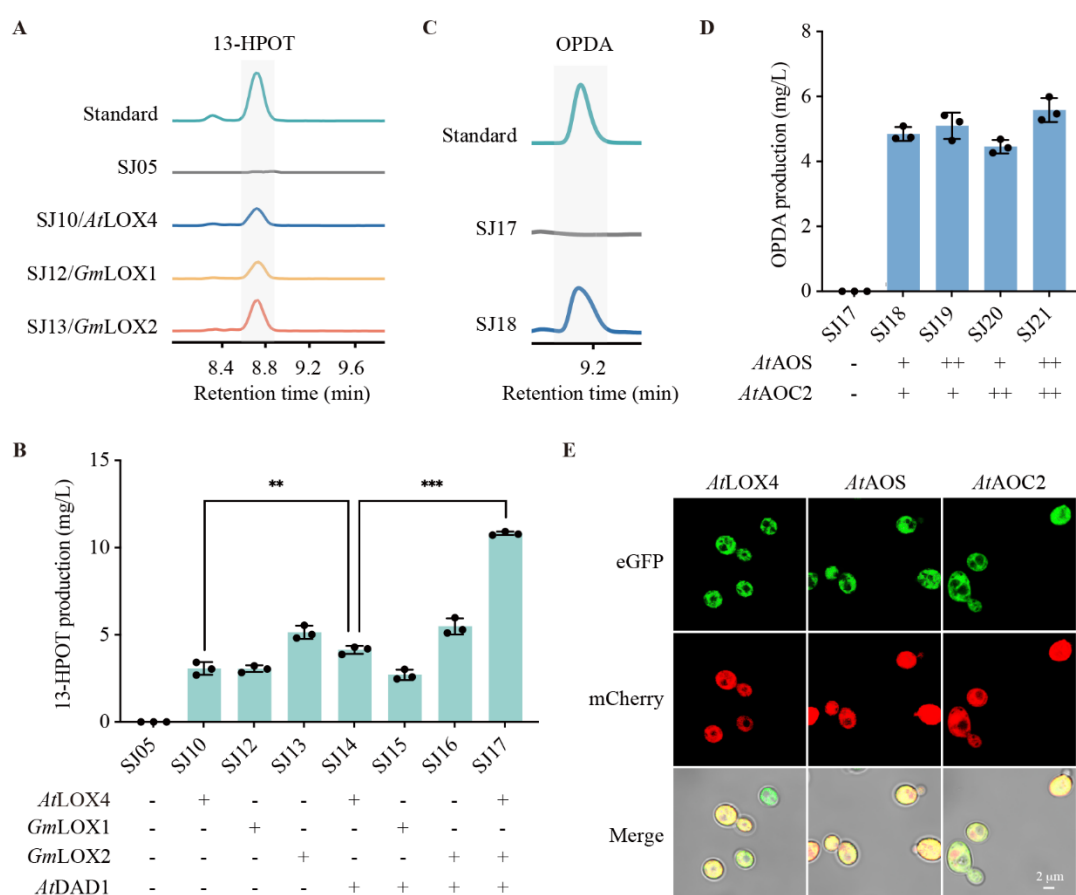 A
13-HPOT
Standard
SJ05
SJ10/AtLOX4
SJ12/GmLOX1
SJ13/GmLOX2
8.4 8.8 9.2 9.6
Retention time (min)
C
OPDA
Standard
SJ17
SJ18
9.2
Retention time (min)
D
OPDA production (mg/L)
8
6
4
2
0
SJ17 SJ18 SJ19 SJ20 SJ21
AtAOS - + ++ + ++
AtAOC2 - + + ++ ++
B
13-HPOT production (mg/L)
15
10
5
0
** ***
SJ05 SJ10 SJ12 SJ13 SJ14 SJ15 SJ16 SJ17
AtLOX4 - + - - + - - +
GmLOX1 - - + - - + - -
GmLOX2 - - - + - - + +
AtDAD1 - - - - + + + +
E
AtLOX4 AtAOS AtAOC2
eGFP
mCherry
Merge
2 μm